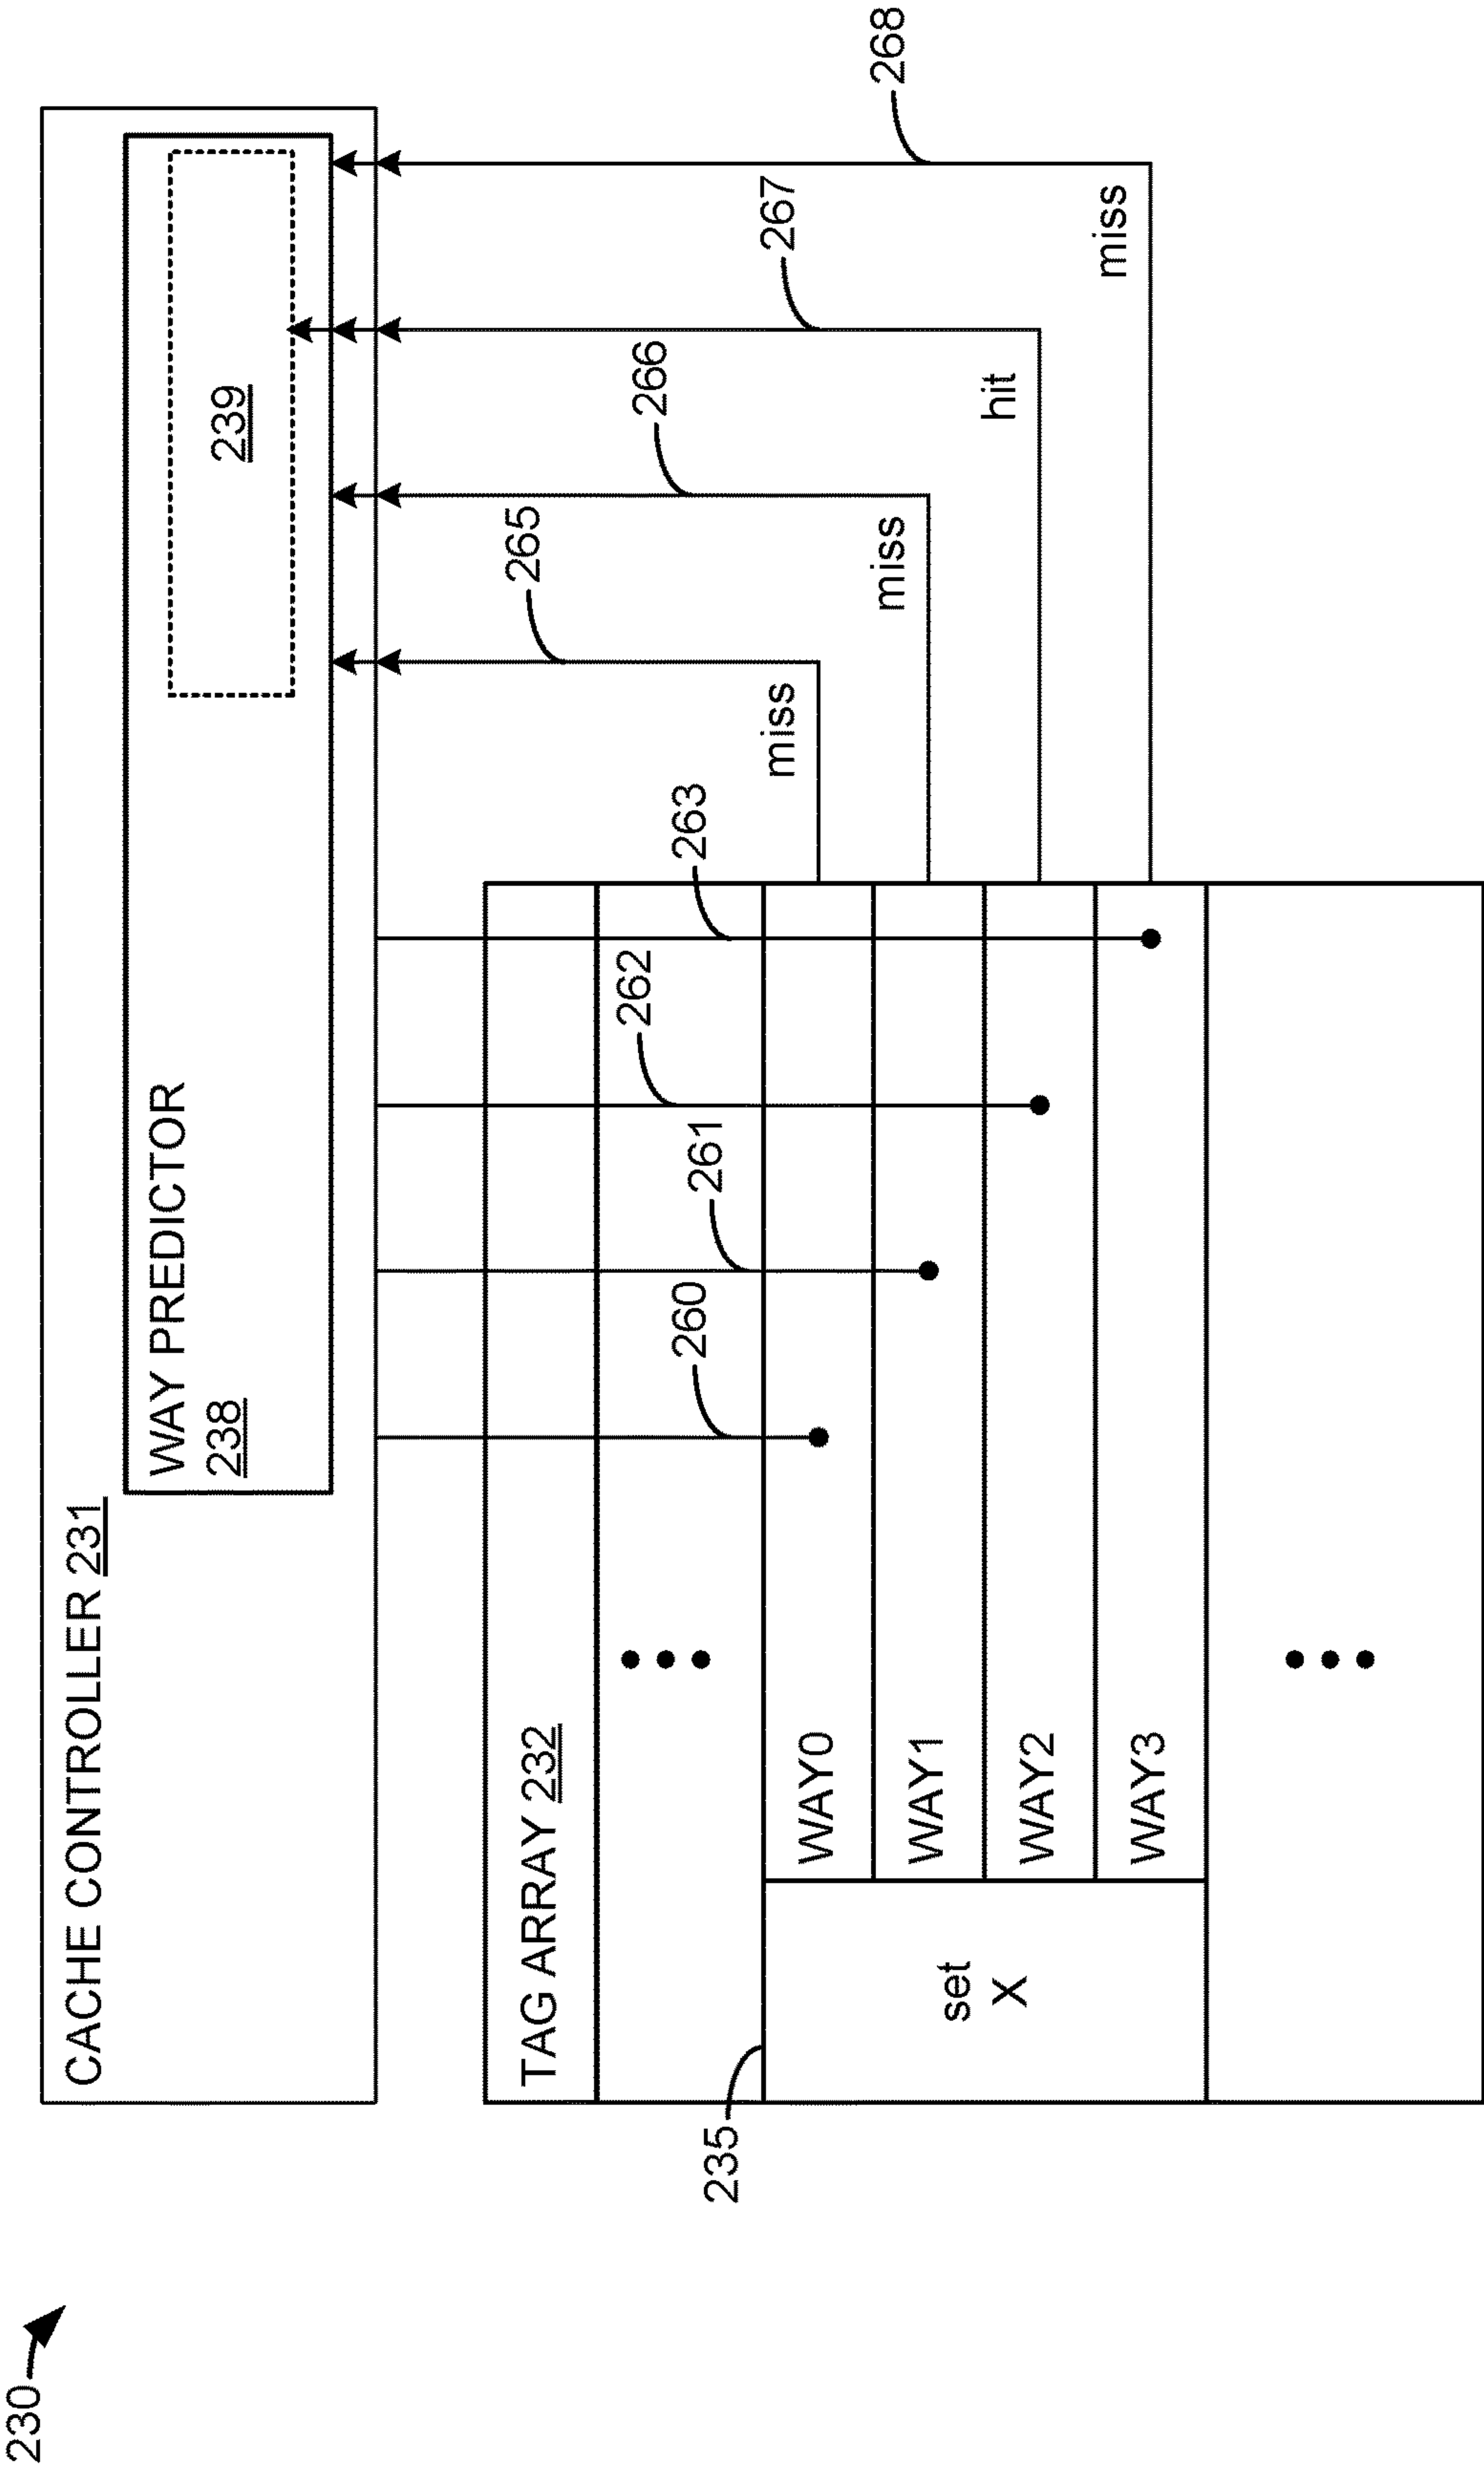 230
CACHE CONTROLLER 231
WAY PREDICTOR
238
239
TAG ARRAY 232
235
set
X
WAY0
WAY1
WAY2
WAY3
260
261
262
263
265
266
267
268
miss
miss
hit
miss